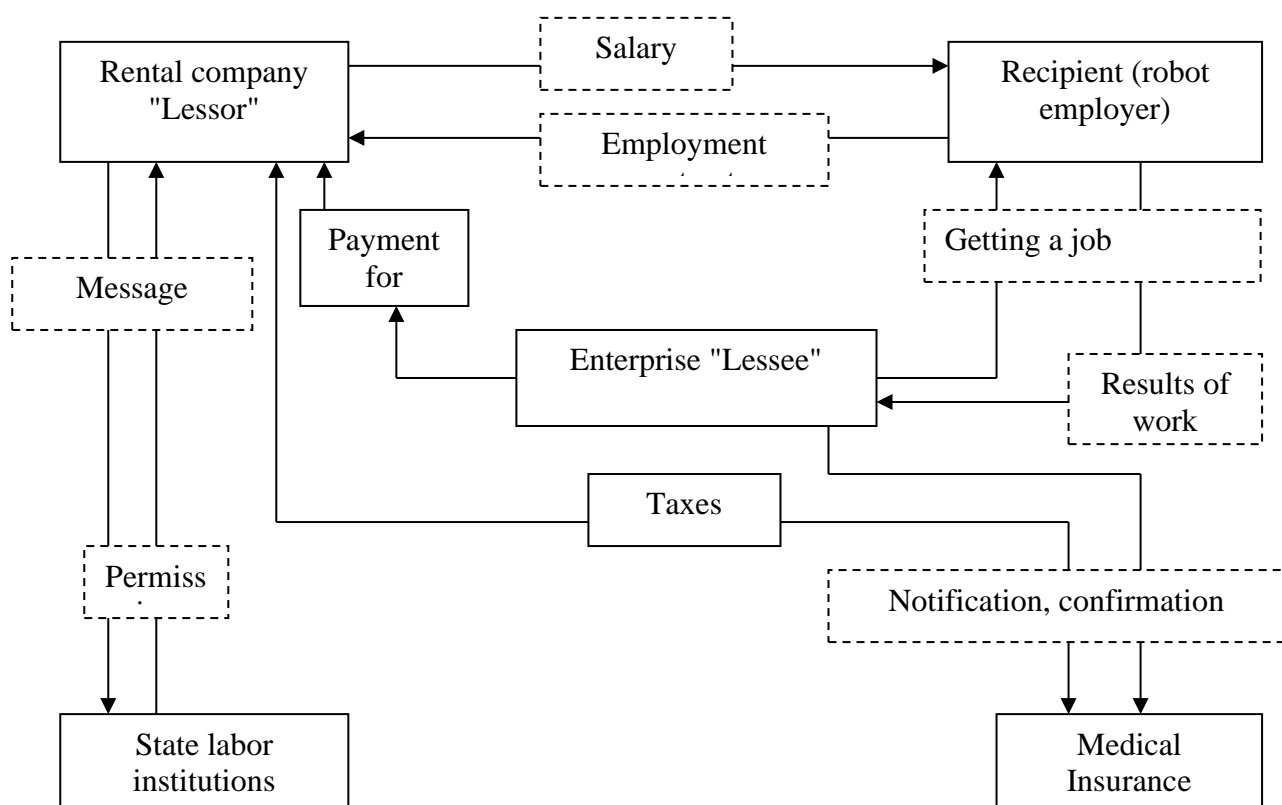 Salary
Rental company
"Lessor"
Recipient (robot
employer)
Employment
Payment
for
Getting a job
Message
Enterprise "Lessee"
Results of
work
Taxes
Permiss
Notification, confirmation
State labor
institutions
Medical
Insurance